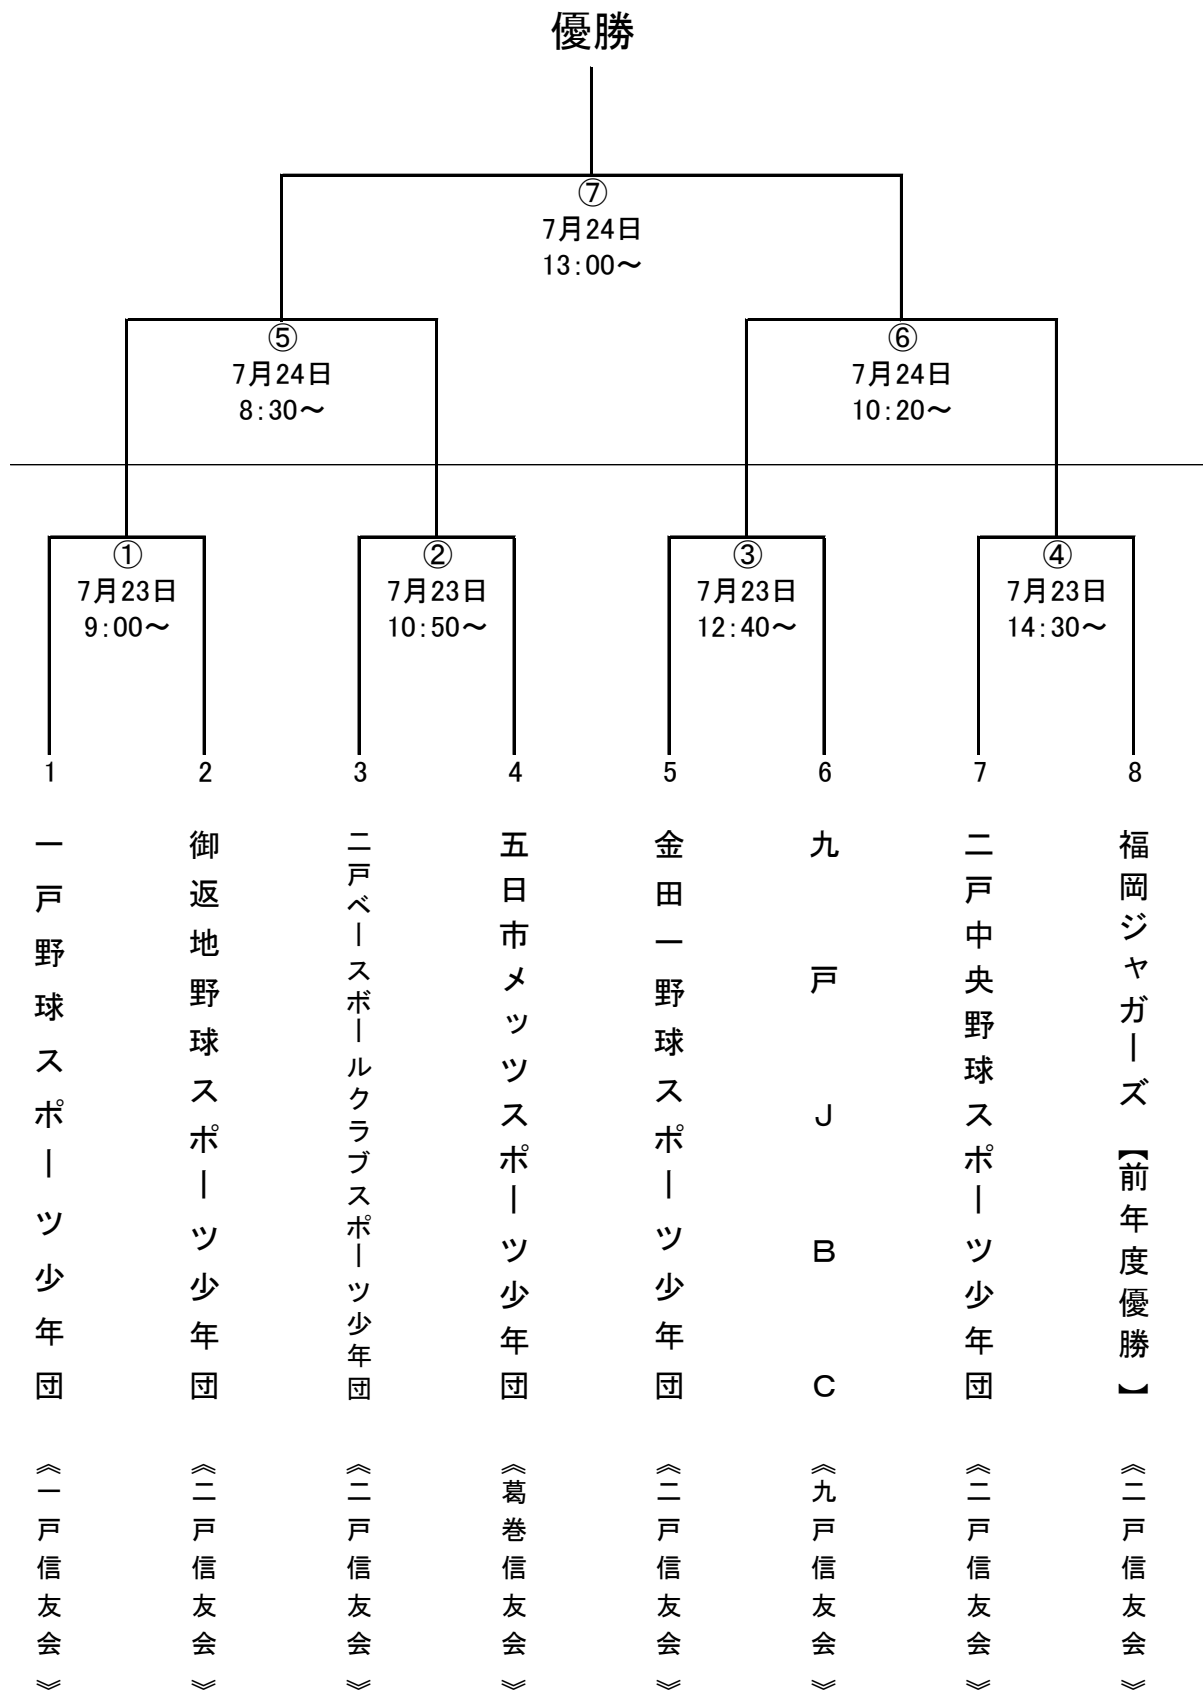 優勝
⑦
7月24日
13:00～
⑤
7月24日
8:30～
⑥
7月24日
10:20～
①
7月23日
9:00～
②
7月23日
10:50～
③
7月23日
12:40～
④
7月23日
14:30～
1
2
3
4
5
6
7
8
一戸野球スポーツ少年団
御返地野球スポーツ少年団
二戸ベースボールクラブスポーツ少年団
五日市メッツスポーツ少年団
金田一野球スポーツ少年団
九戸JBC
二戸中央野球スポーツ少年団
福岡ジャガーズ【前年度優勝】
《一戸信友会》
《二戸信友会》
《二戸信友会》
《葛巻信友会》
《二戸信友会》
《九戸信友会》
《二戸信友会》
《二戸信友会》